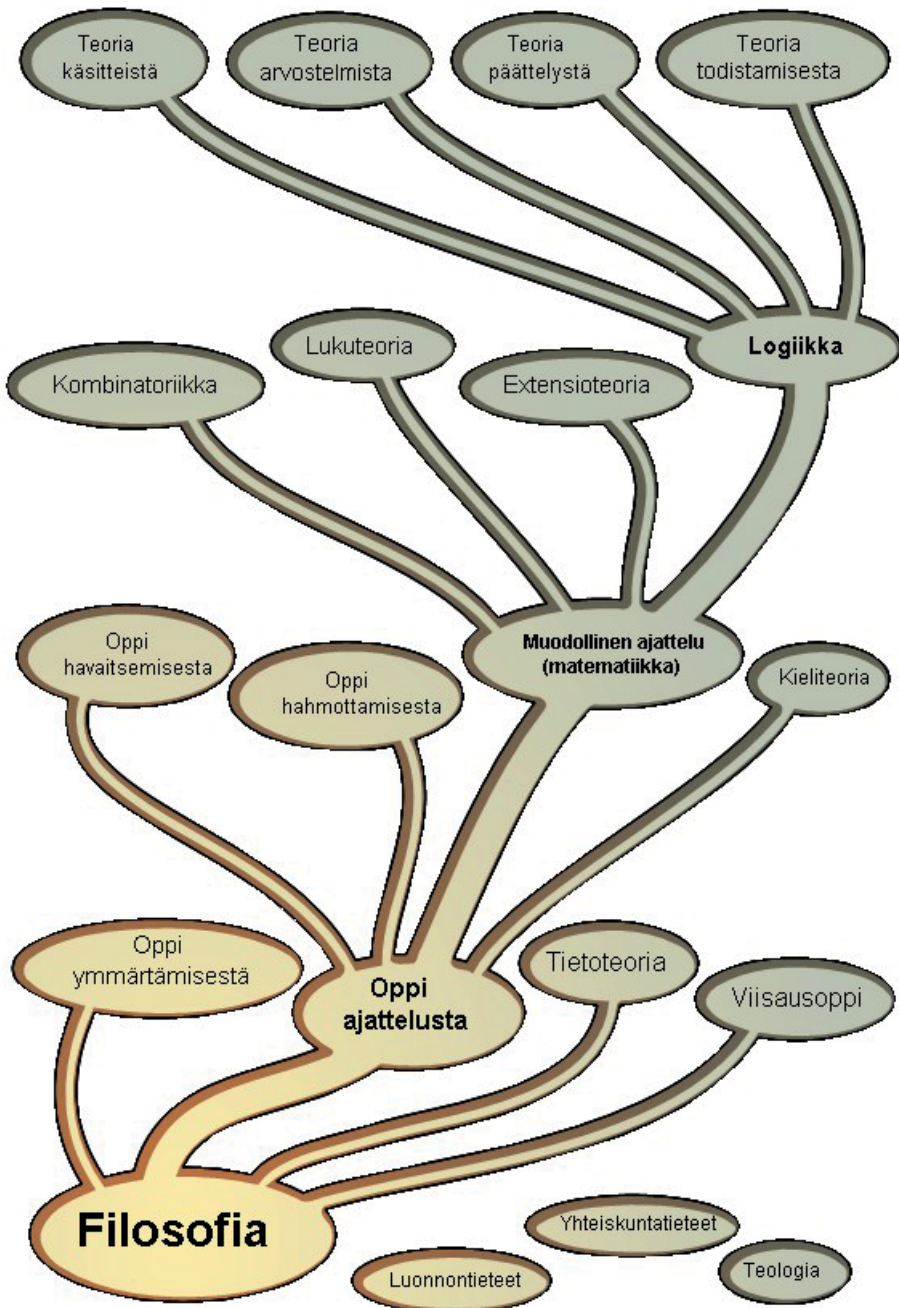 Teoria
käsitteistä
Teoria
arvostelmista
Teoria
päättelystä
Teoria
todistamisesta
Logiikka
Lukuteoria
Kombinatoriikka
Extensioteoria
Oppi
havaitsemisesta
Oppi
hahmottamisesta
Muodollinen ajattelu
(matematiikka)
Kieliteoria
Oppi
ymmärtämisestä
Oppi
ajattelusta
Tietoteoria
Viisausoppi
Filosofia
Yhteiskuntatieteet
Luonnontieteet
Teologia